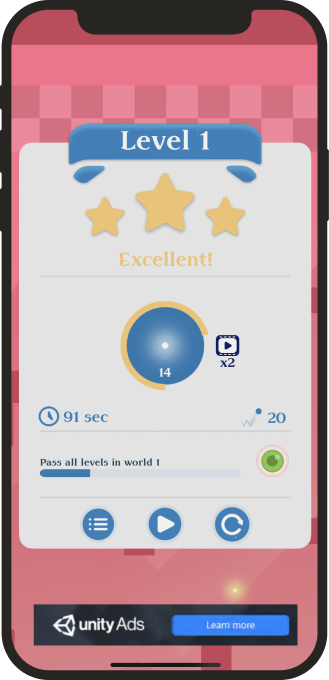 Level 1
Excellent!
14
x2
91 sec
20
Pass all levels in world 1
unity Ads
Learn more